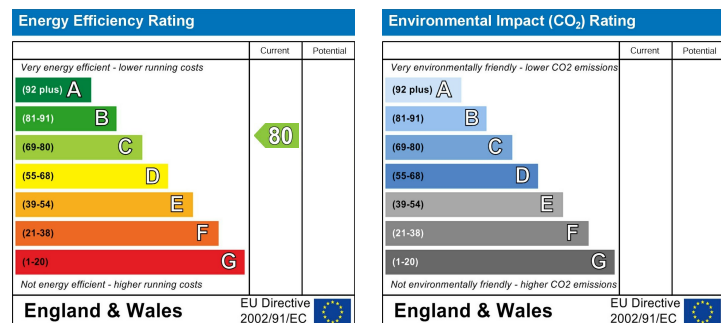 Energy Efficiency Rating
Current Potential
Very energy efficient - lower running costs
(92 plus) A
(81-91) B
(69-80) C
80
(55-68) D
(39-54) E
(21-38) F
(1-20) G
Not energy efficient - higher running costs
England & Wales
EU Directive
2002/91/EC
Environmental Impact (CO₂) Rating
Current Potential
Very environmentally friendly - lower CO2 emissions
(92 plus) A
(81-91) B
(69-80) C
(55-68) D
(39-54) E
(21-38) F
(1-20) G
Not environmentally friendly - higher CO2 emissions
England & Wales
EU Directive
2002/91/EC